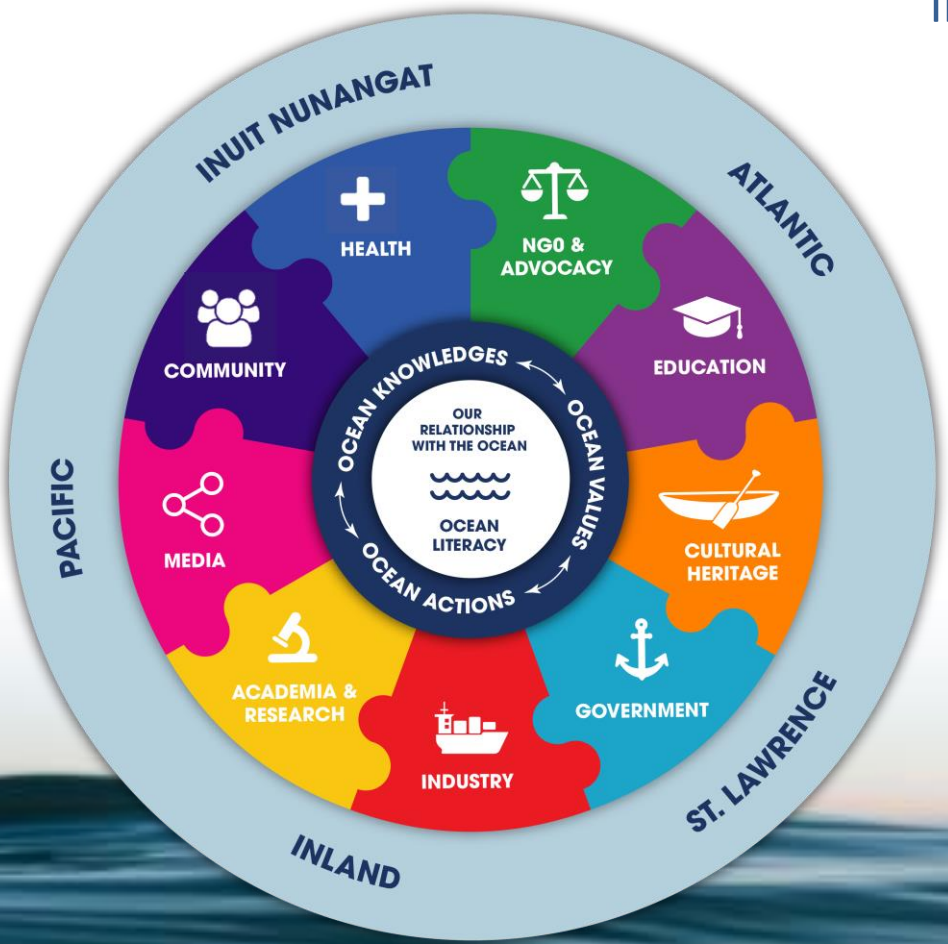 INUIT NUNANGAT
ATLANTIC
ST. LAWRENCE
INLAND
PACIFIC
HEALTH
NG0 &
ADVOCACY
EDUCATION
CULTURAL
HERITAGE
GOVERNMENT
INDUSTRY
ACADEMIA &
RESEARCH
MEDIA
COMMUNITY
OCEAN KNOWLEDGES
OCEAN VALUES
OCEAN ACTIONS
OUR
RELATIONSHIP
WITH THE OCEAN
OCEAN
LITERACY